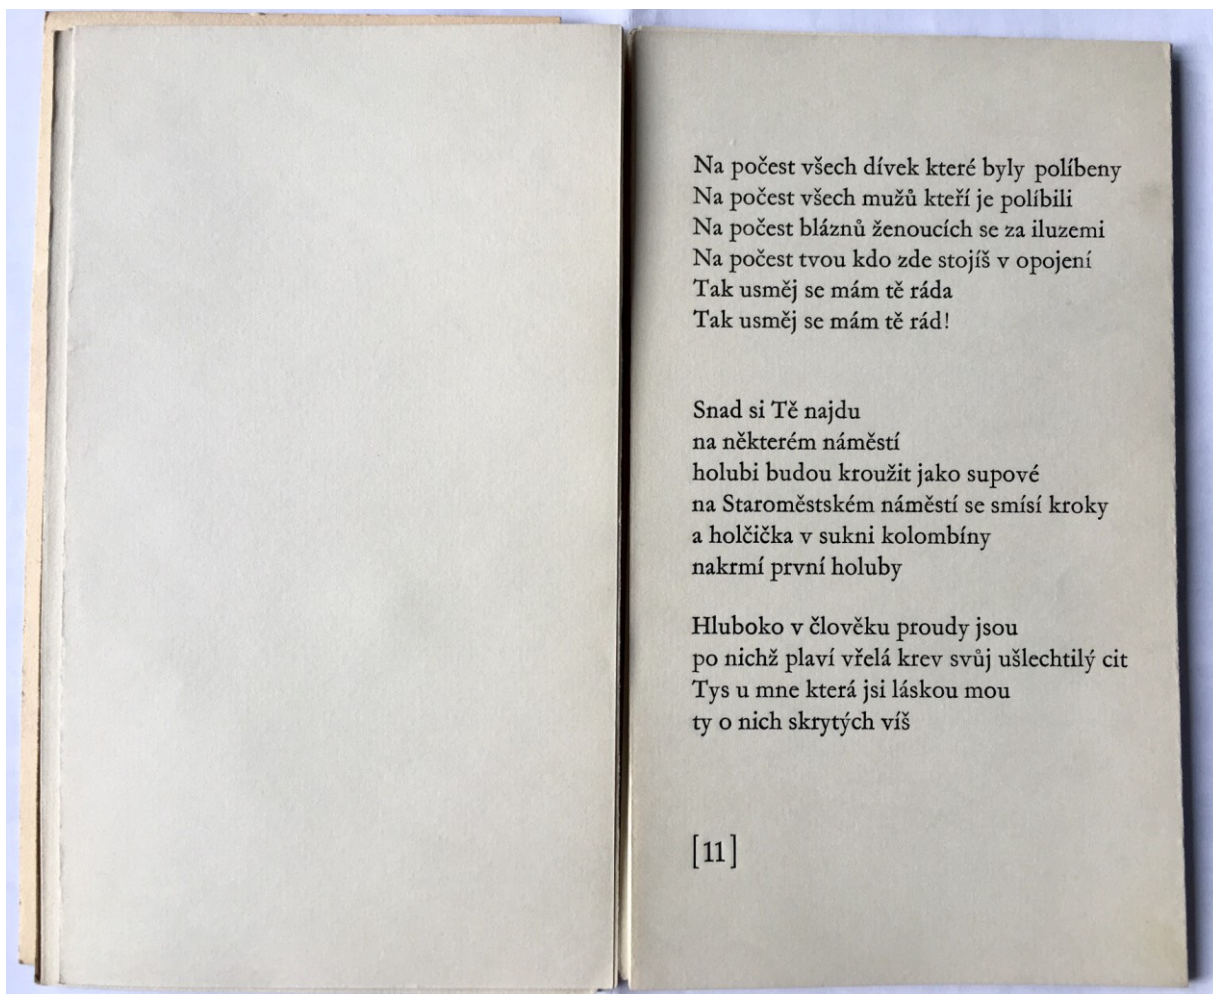 Na počest všech dívek které byly políbeny
Na počest všech mužů kteří je políbili
Na počest bláznů ženoucích se za iluzemi
Na počest tvou kdo zde stojíš v opojení
Tak usměj se mám tě ráda
Tak usměj se mám tě rád!
Snad si Tě najdu
na některém náměstí
holubi budou kroužit jako supové
na Staroměstském náměstí se smísí kroky
a holčička v sukni kolombíny
nakrmí první holuby
Hluboko v člověku proudy jsou
po nichž plaví vřelá krev svůj ušlechtilý cit
Tys u mne která jsi láskou mou
ty o nich skrytých víš
[11]